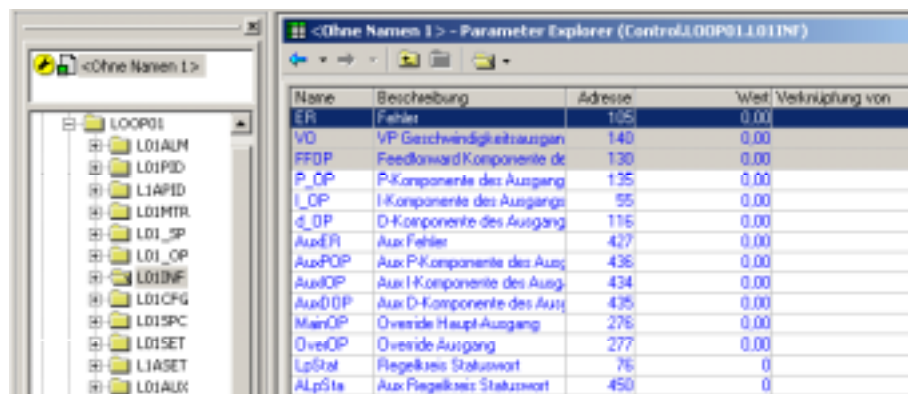 <Ohne Namen 1> - Parameter Explorer (Control.LOOP01.L01INF)
<Ohne Namen 1>
LOOP01
L01ALM
L01PID
L1APID
L01MTR
L01_SP
L01_OP
L01INF
L01CFG
L01SPC
L01SET
L1ASET
L01AUX
Name Beschreibung Adresse Wert Verknüpfung von
ER Fehler 105 0,00
VO VP Geschwindigkeitsausgan 140 0,00
FFOP Feedforward Komponente de 130 0,00
P_OP P-Komponente des Ausgang 135 0,00
I_OP I-Komponente des Ausgangs 55 0,00
d_OP D-Komponente des Ausgang 116 0,00
AuxER Aux Fehler 427 0,00
AuxPOP Aux P-Komponente des Ausg 436 0,00
AuxIOP Aux I-Komponente des Ausg 434 0,00
AuxDOP Aux D-Komponente des Ausg 435 0,00
MainOP Override Haupt-Ausgang 276 0,00
OverOP Override Ausgang 277 0,00
LpStat Regelkreis Statuswort 76 0
ALpSta Aux Regelkreis Statuswort 450 0